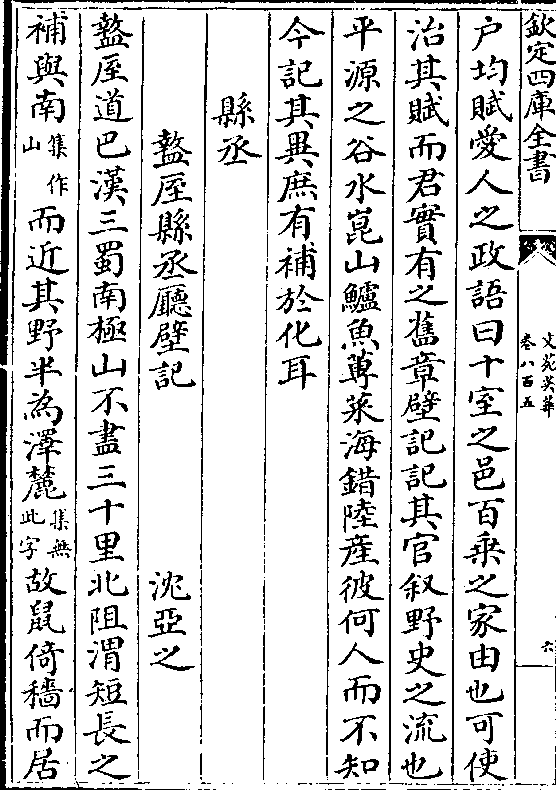 欽定四庫全書
文苑英華
卷八百五
六
户均賦愛人之政語曰十室之邑百乘之家由也可使
治其賦而君實有之舊章壁記記其官叙野史之流也
平源之谷水崑山鱸魚蓴菜海錯陸産彼何人而不知
今記其異庶有補於化耳
縣丞
盩厔縣丞廳壁記 沈亞之
盩厔道巴漢三蜀南極山不盡三十里北阻渭短長之
補與南集作山而近其野半為澤麓集無此字故鼠倚穡而居